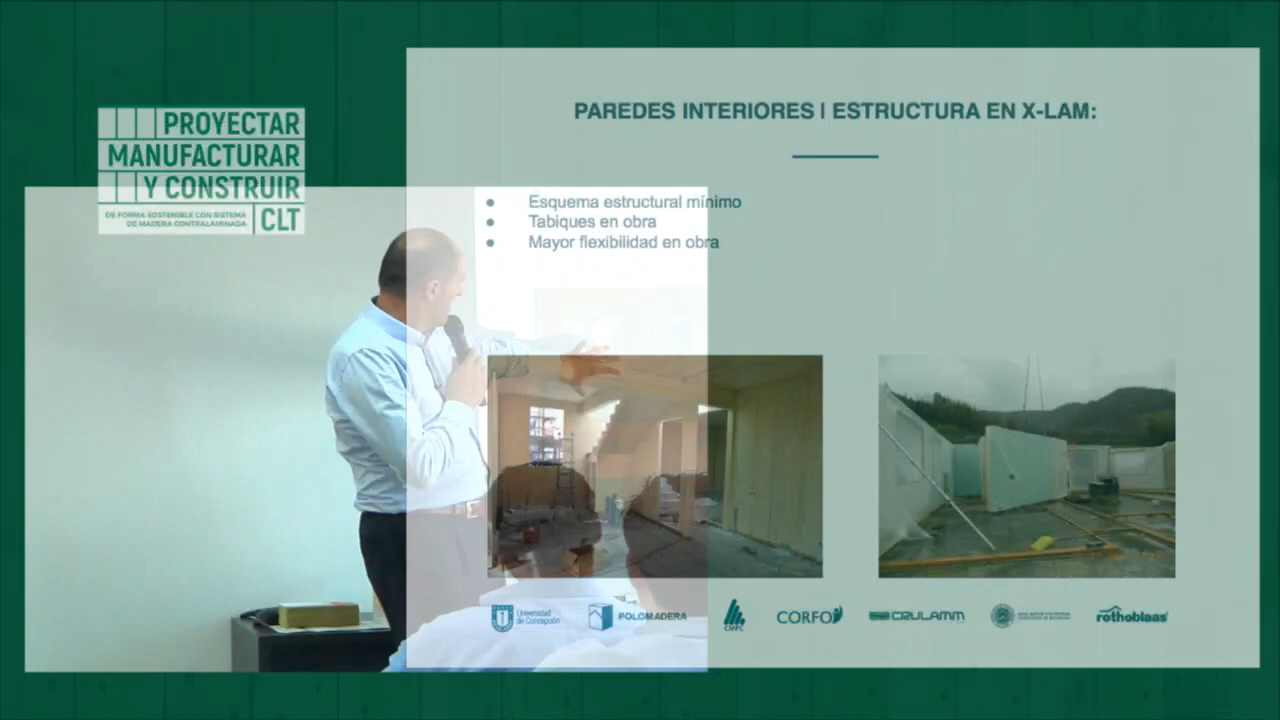 PROYECTAR
MANUFACTURAR
Y CONSTRUIR
DE FORMA SOSTENIBLE CON SISTEMA
DE MADERA CONTRALAMINADA
CLT
PAREDES INTERIORES | ESTRUCTURA EN X-LAM:
● Esquema estructural mínimo
● Tabiques en obra
● Mayor flexibilidad en obra
Universidad
de Concepción
POLOMADERA
CMPC
CORFO
CRULAMM
rothoblaas